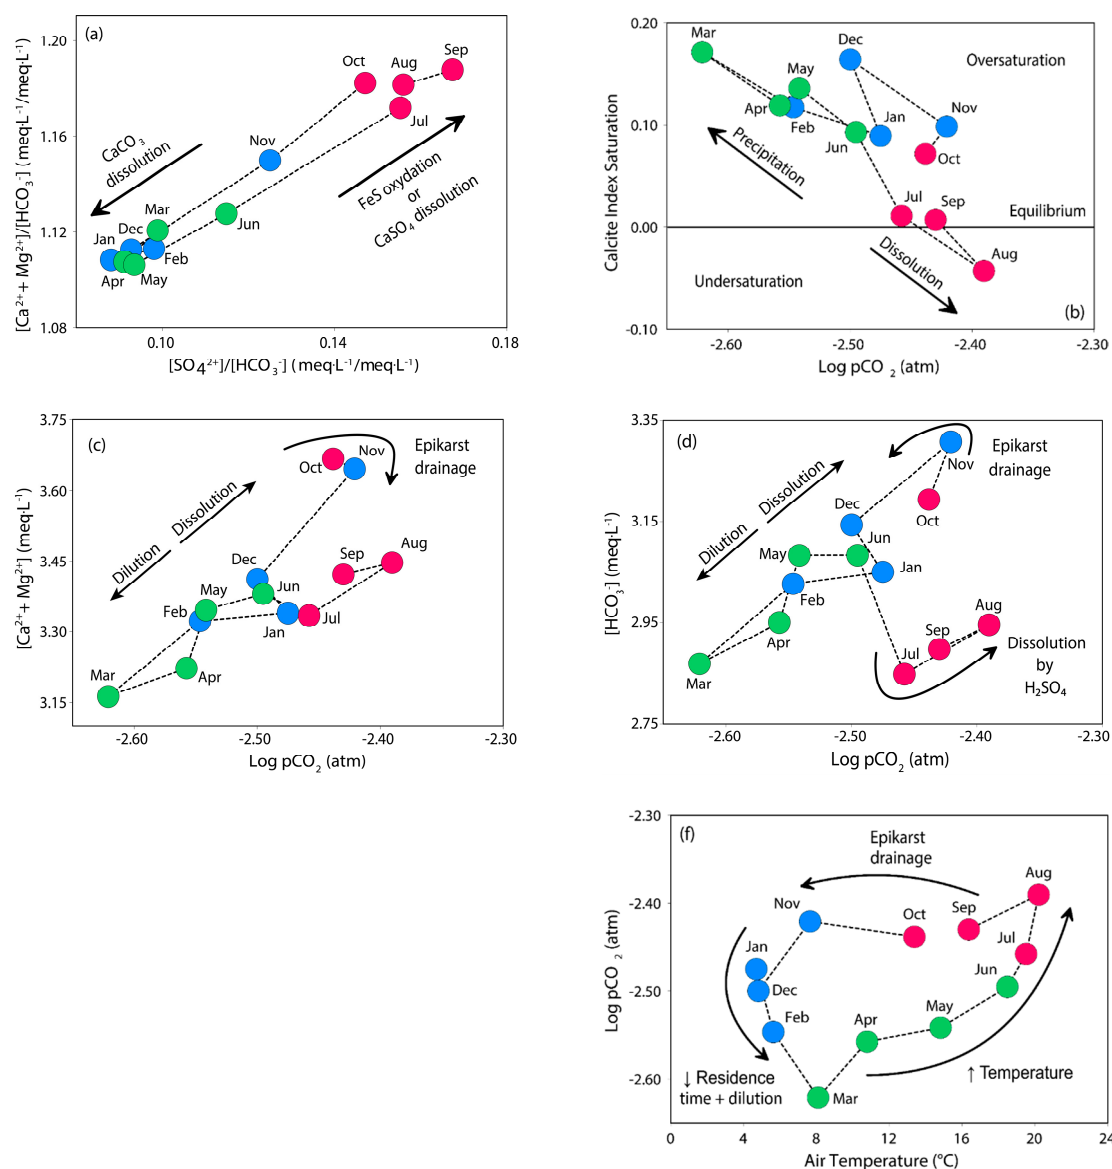 (a)
1.20
1.16
1.12
1.08
[Ca²⁺+ Mg²⁺]/[HCO₃⁻] (meq·L⁻¹/meq·L⁻¹)
Oct
Aug
Sep
Jul
Nov
CaCO₃
dissolution
FeS oxydation
or
CaSO₄ dissolution
Mar
Dec
Jan
Jun
Feb
Apr
May
0.10
0.14
0.18
[SO₄²⁺]/[HCO₃⁻] (meq·L⁻¹/meq·L⁻¹)
(b)
0.20
0.10
0.00
-0.10
Calcite Index Saturation
Mar
Dec
May
Oversaturation
Apr
Feb
Jan
Nov
Jun
Oct
Precipitation
Jul
Sep
Equilibrium
Aug
Undersaturation
Dissolution
-2.60
-2.50
-2.40
-2.30
Log pCO₂ (atm)
(c)
3.75
3.60
3.45
3.30
3.15
[Ca²⁺+ Mg²⁺] (meq·L⁻¹)
Oct
Nov
Epikarst
drainage
Dissolution
Dilution
Dec
Sep
Aug
May
Jun
Feb
Jan
Jul
Mar
Apr
-2.60
-2.50
-2.40
-2.30
Log pCO₂ (atm)
(d)
3.35
3.15
2.95
2.75
[HCO₃⁻] (meq·L⁻¹)
Nov
Epikarst
drainage
Dissolution
Dilution
Dec
Oct
Jun
May
Jan
Feb
Apr
Aug
Sep
Jul
Mar
Dissolution
by
H₂SO₄
-2.60
-2.50
-2.40
-2.30
Log pCO₂ (atm)
(f)
-2.30
-2.40
-2.50
-2.60
Log pCO₂ (atm)
Epikarst
drainage
Aug
Nov
Oct
Sep
Jul
Jan
Jun
Dec
Feb
Apr
May
Mar
↓ Residence
time + dilution
↑ Temperature
0
4
8
12
16
20
24
Air Temperature (°C)